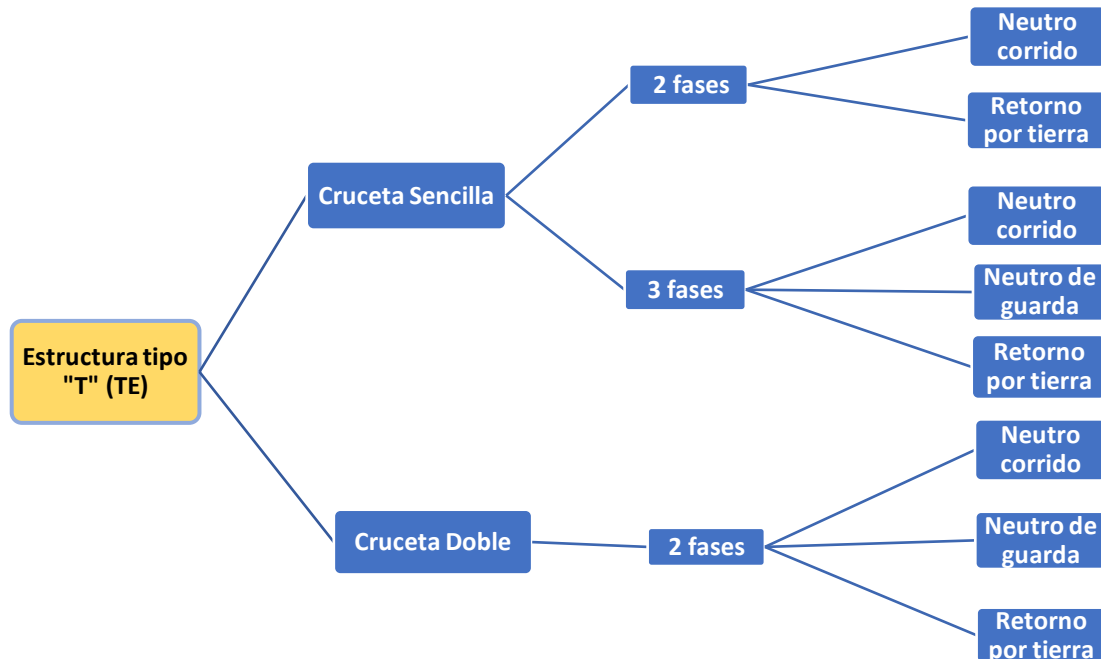 Estructura tipo
"T" (TE)
Cruceta Sencilla
2 fases
Neutro
corrido
Retorno
por tierra
3 fases
Neutro
corrido
Neutro de
guarda
Retorno
por tierra
Cruceta Doble
2 fases
Neutro
corrido
Neutro de
guarda
Retorno
por tierra